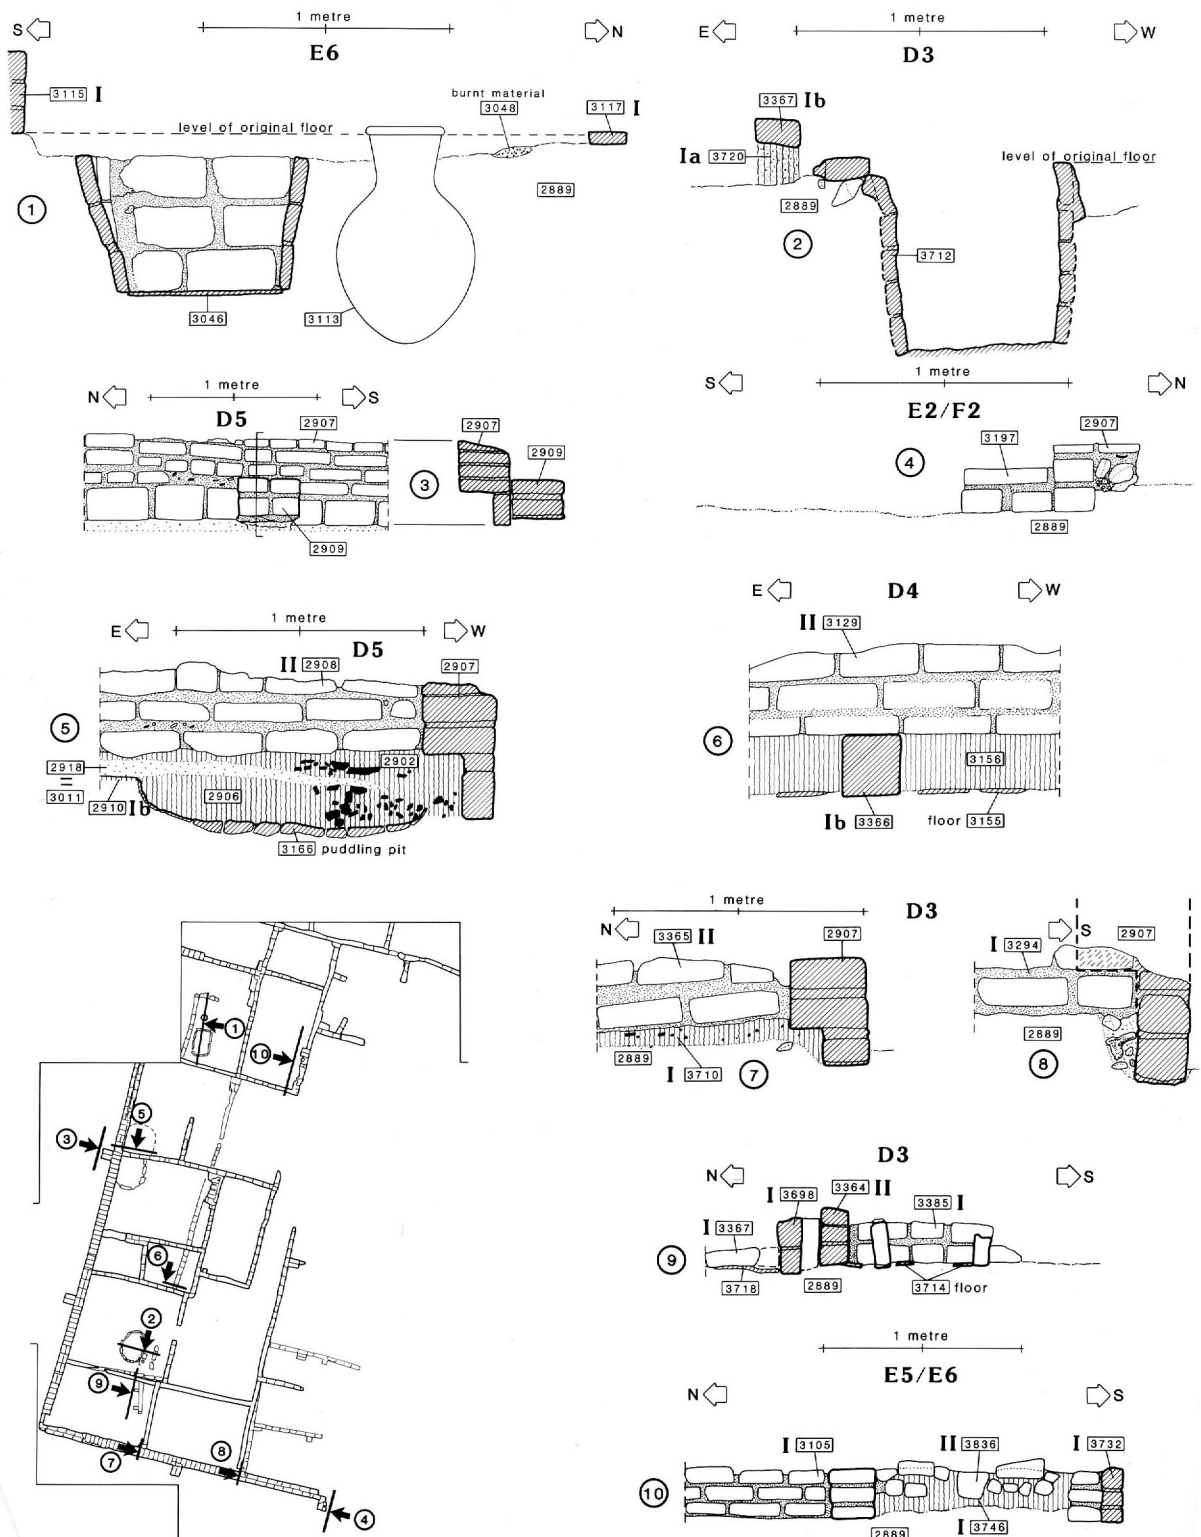 S 1 metre N
E6
3115 I
burnt material
3048
3117 I
level of original floor
2889
1
3046
3113
E 1 metre W
D3
3367 Ib
Ia 3720
level of original floor
2889
2
3712
N 1 metre S
D5
2907
2907
2909
3
2909
S 1 metre N
E2/F2
2907
3197
4
2889
E 1 metre W
D5
II 2908
2907
5
2918
=
3011
2902
2910 Ib
2906
3166 puddling pit
E D4 W
II 3129
6
3156
Ib 3366
floor 3155
1
10
5
3
6
2
9
7
8
4
1 metre
D3
N S
3365 II
2907
I 3294
2907
2889
I 3710
7
2889
8
D3
N S
I 3698
3364 II
3385 I
I 3367
9
3718
2889
3714 floor
1 metre
E5/E6
N S
I 3105
II 3836
I 3732
10
2889
I 3746